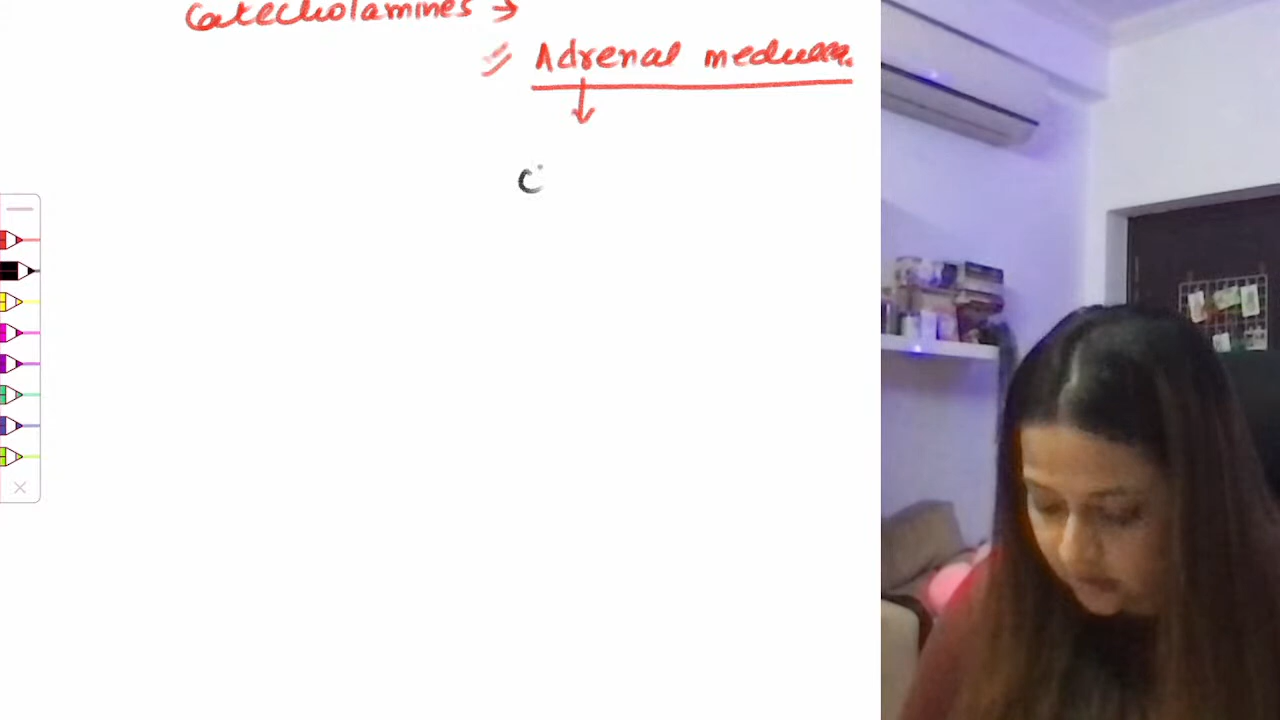 Catecholamines →
Adrenal medulla.
↓
C